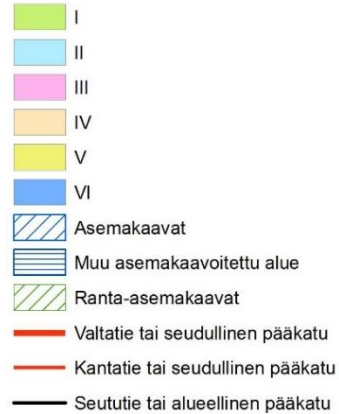 I
II
III
IV
V
VI
Asemakaavat
Muu asemakaavoitettu alue
Ranta-asemakaavat
Valtatie tai seudullinen pääkatu
Kantatie tai seudullinen pääkatu
Seututie tai alueellinen pääkatu